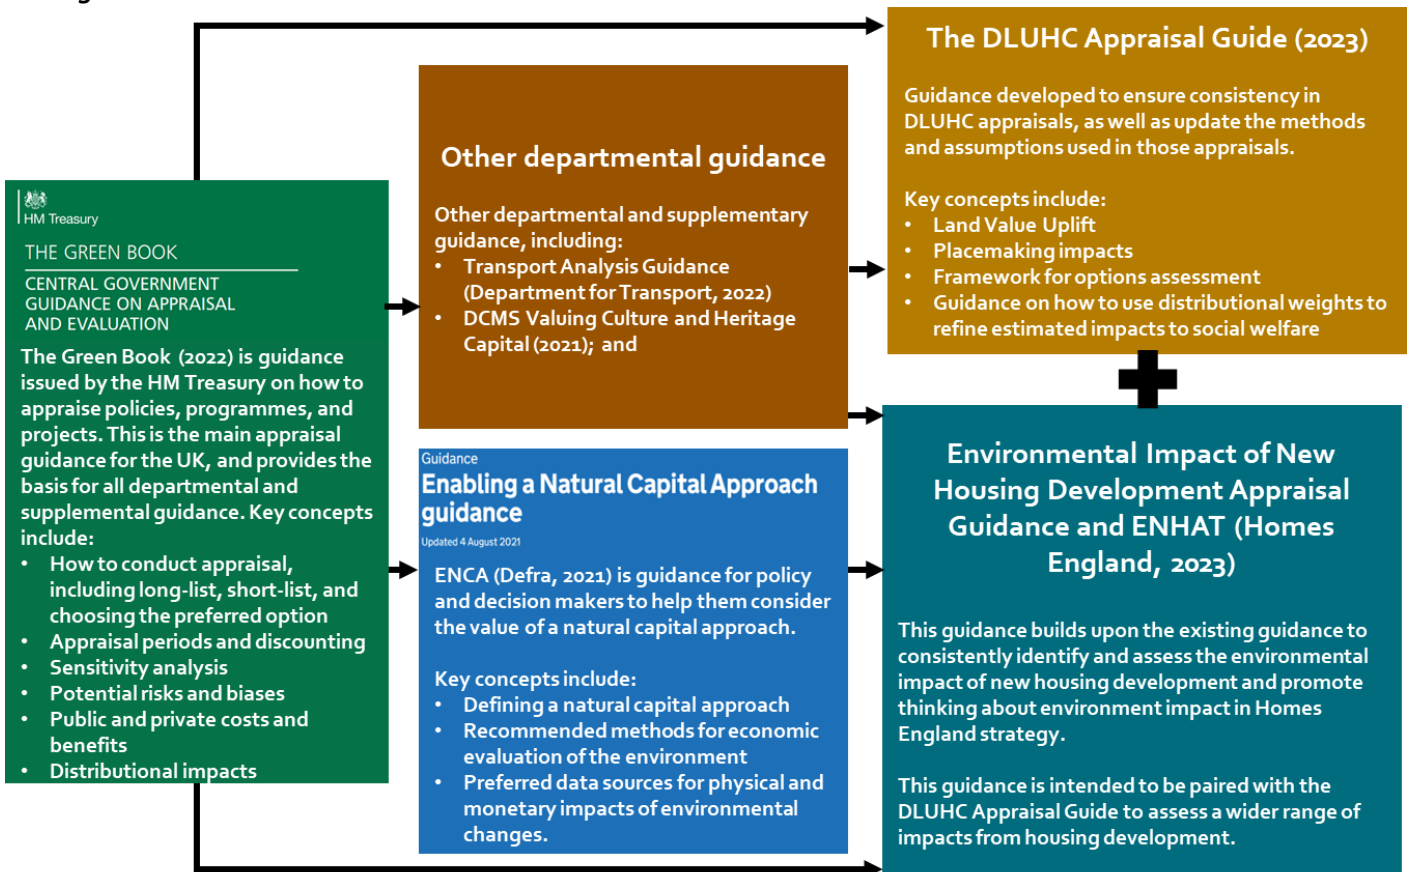 The DLUHC Appraisal Guide (2023)
Guidance developed to ensure consistency in
DLUHC appraisals, as well as update the methods
and assumptions used in those appraisals.
Key concepts include:
• Land Value Uplift
• Placemaking impacts
• Framework for options assessment
• Guidance on how to use distributional weights to
refine estimated impacts to social welfare
Other departmental guidance
Other departmental and supplementary
guidance, including:
• Transport Analysis Guidance
(Department for Transport, 2022)
• DCMS Valuing Culture and Heritage
Capital (2021); and
HM Treasury
THE GREEN BOOK
CENTRAL GOVERNMENT
GUIDANCE ON APPRAISAL
AND EVALUATION
The Green Book (2022) is guidance
issued by the HM Treasury on how to
appraise policies, programmes, and
projects. This is the main appraisal
guidance for the UK, and provides the
basis for all departmental and
supplemental guidance. Key concepts
include:
• How to conduct appraisal,
including long-list, short-list, and
choosing the preferred option
• Appraisal periods and discounting
• Sensitivity analysis
• Potential risks and biases
• Public and private costs and
benefits
• Distributional impacts
Guidance
Enabling a Natural Capital Approach
guidance
Updated 4 August 2021
ENCA (Defra, 2021) is guidance for policy
and decision makers to help them consider
the value of a natural capital approach.
Key concepts include:
• Defining a natural capital approach
• Recommended methods for economic
evaluation of the environment
• Preferred data sources for physical and
monetary impacts of environmental
changes.
Environmental Impact of New
Housing Development Appraisal
Guidance and ENHAT (Homes
England, 2023)
This guidance builds upon the existing guidance to
consistently identify and assess the environmental
impact of new housing development and promote
thinking about environment impact in Homes
England strategy.
This guidance is intended to be paired with the
DLUHC Appraisal Guide to assess a wider range of
impacts from housing development.